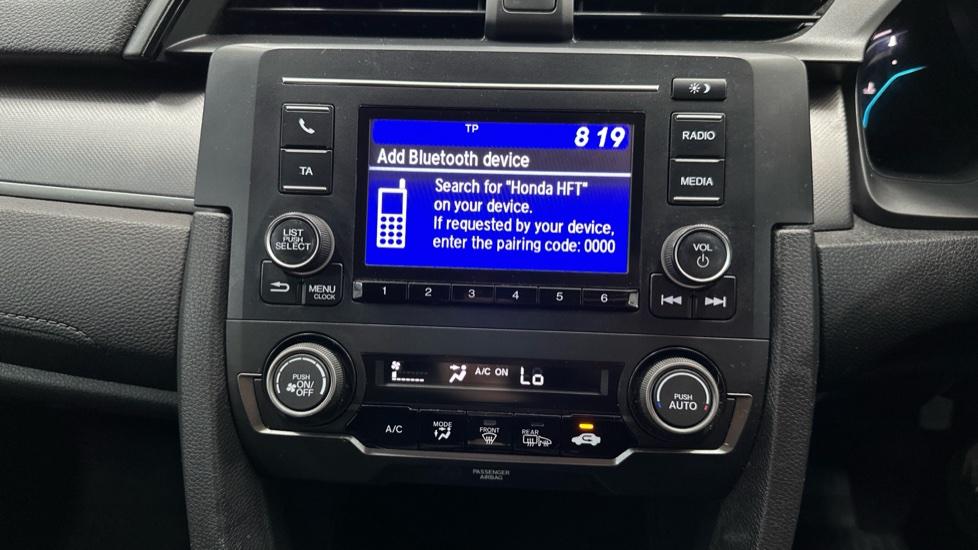 TP 8 19
Add Bluetooth device
Search for "Honda HFT"
on your device.
If requested by your device,
enter the pairing code: 0000
TA
LIST
PUSH
SELECT
MENU
CLOCK
RADIO
MEDIA
VOL
1 2 3 4 5 6
PUSH
ON/
OFF
A/C ON Lo
PUSH
AUTO
A/C
MODE
FRONT
REAR
PASSENGER
AIRBAG